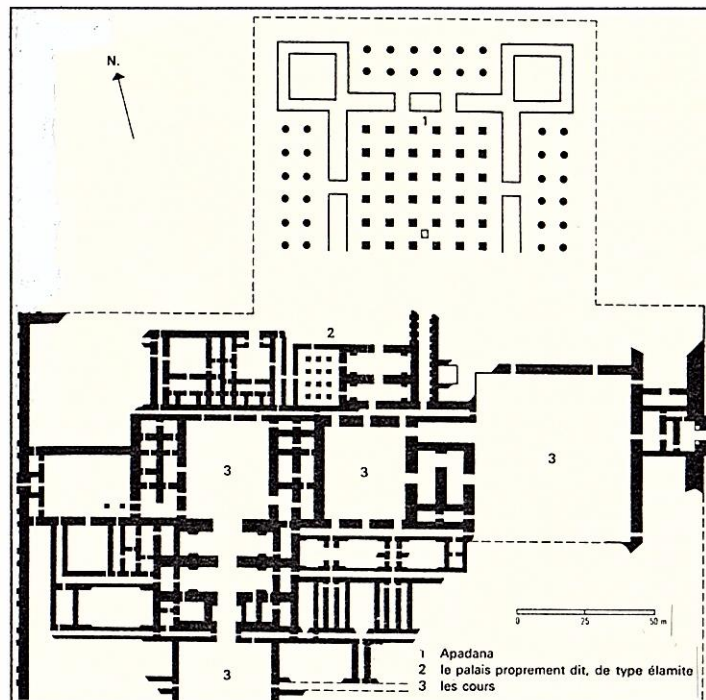 N.
1
2
3
3
3
0 25 50 m
3
1 Apadana
2 le palais proprement dit, de type élamite
3 les cours